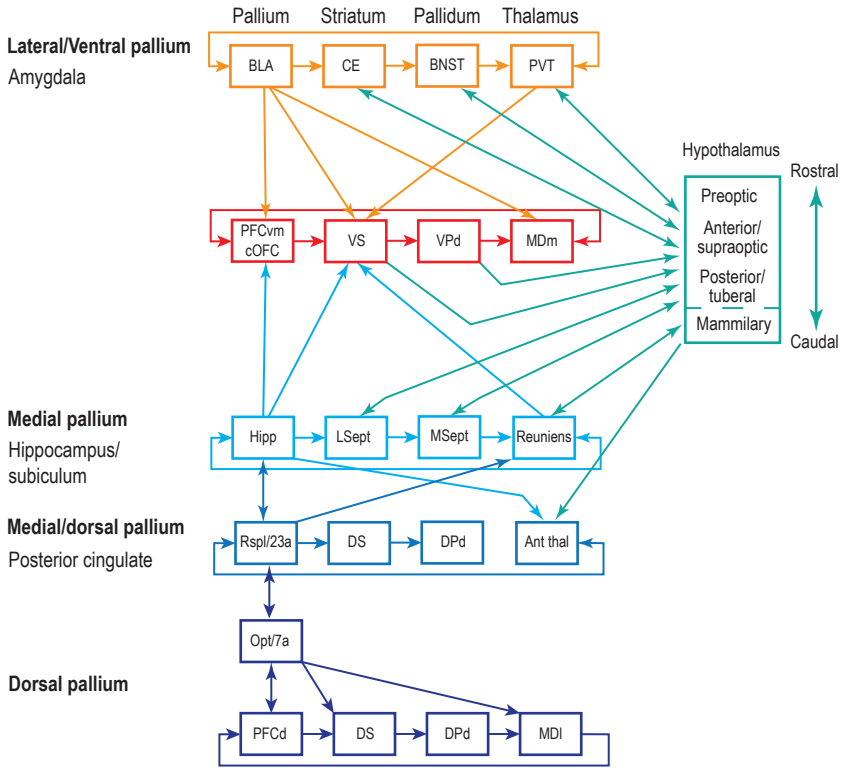 Pallium Striatum Pallidum Thalamus
Lateral/Ventral pallium
Amygdala
BLA CE BNST PVT
Hypothalamus
Rostral
Preoptic
Anterior/
supraoptic
Posterior/
tuberal
Mammilary
Caudal
PFCvm
cOFC
VS VPd MDm
Medial pallium
Hippocampus/
subiculum
Hipp LSept MSept Reuniens
Medial/dorsal pallium
Posterior cingulate
Rspl/23a DS DPd Ant thal
Opt/7a
Dorsal pallium
PFCd DS DPd MDl